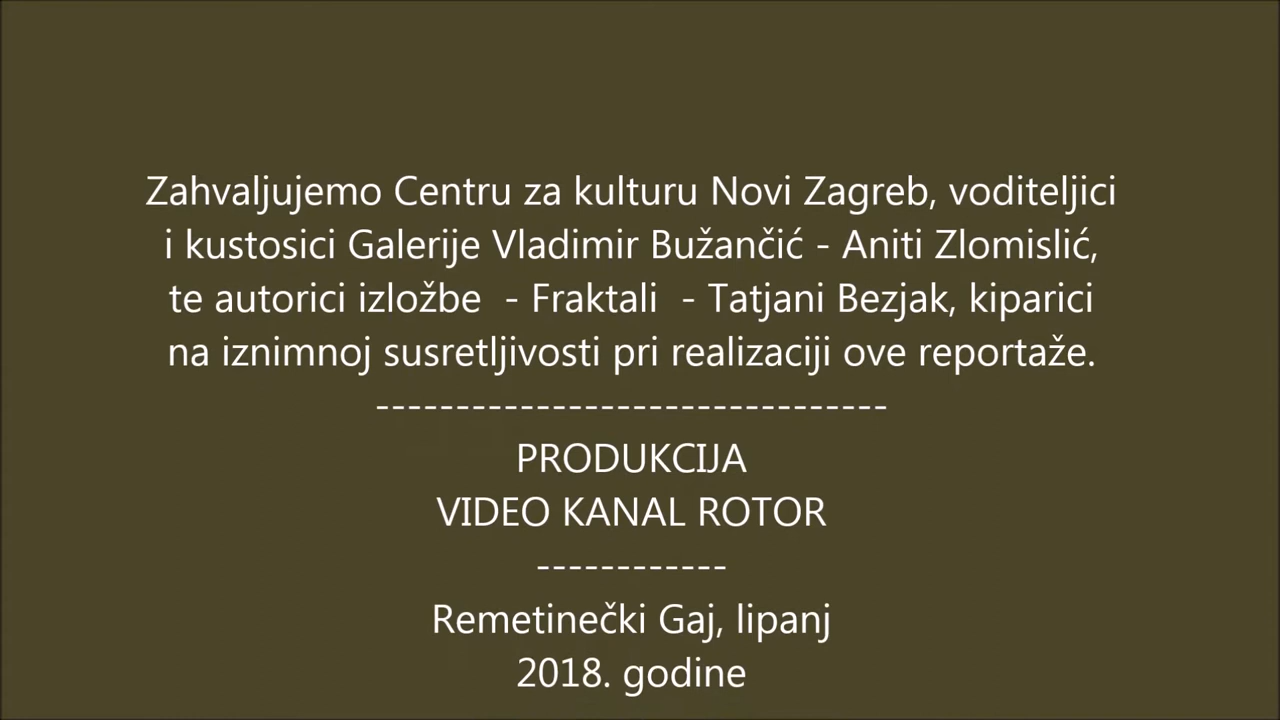 Zahvaljujemo Centru za kulturu Novi Zagreb, voditeljici
i kustosici Galerije Vladimir Bužančić - Aniti Zlomislić,
te autorici izložbe  - Fraktali  - Tatjani Bezjak, kiparici
na iznimnoj susretljivosti pri realizaciji ove reportaže.
--------------------------------
PRODUKCIJA
VIDEO KANAL ROTOR
------------
Remetinečki Gaj, lipanj
2018. godine